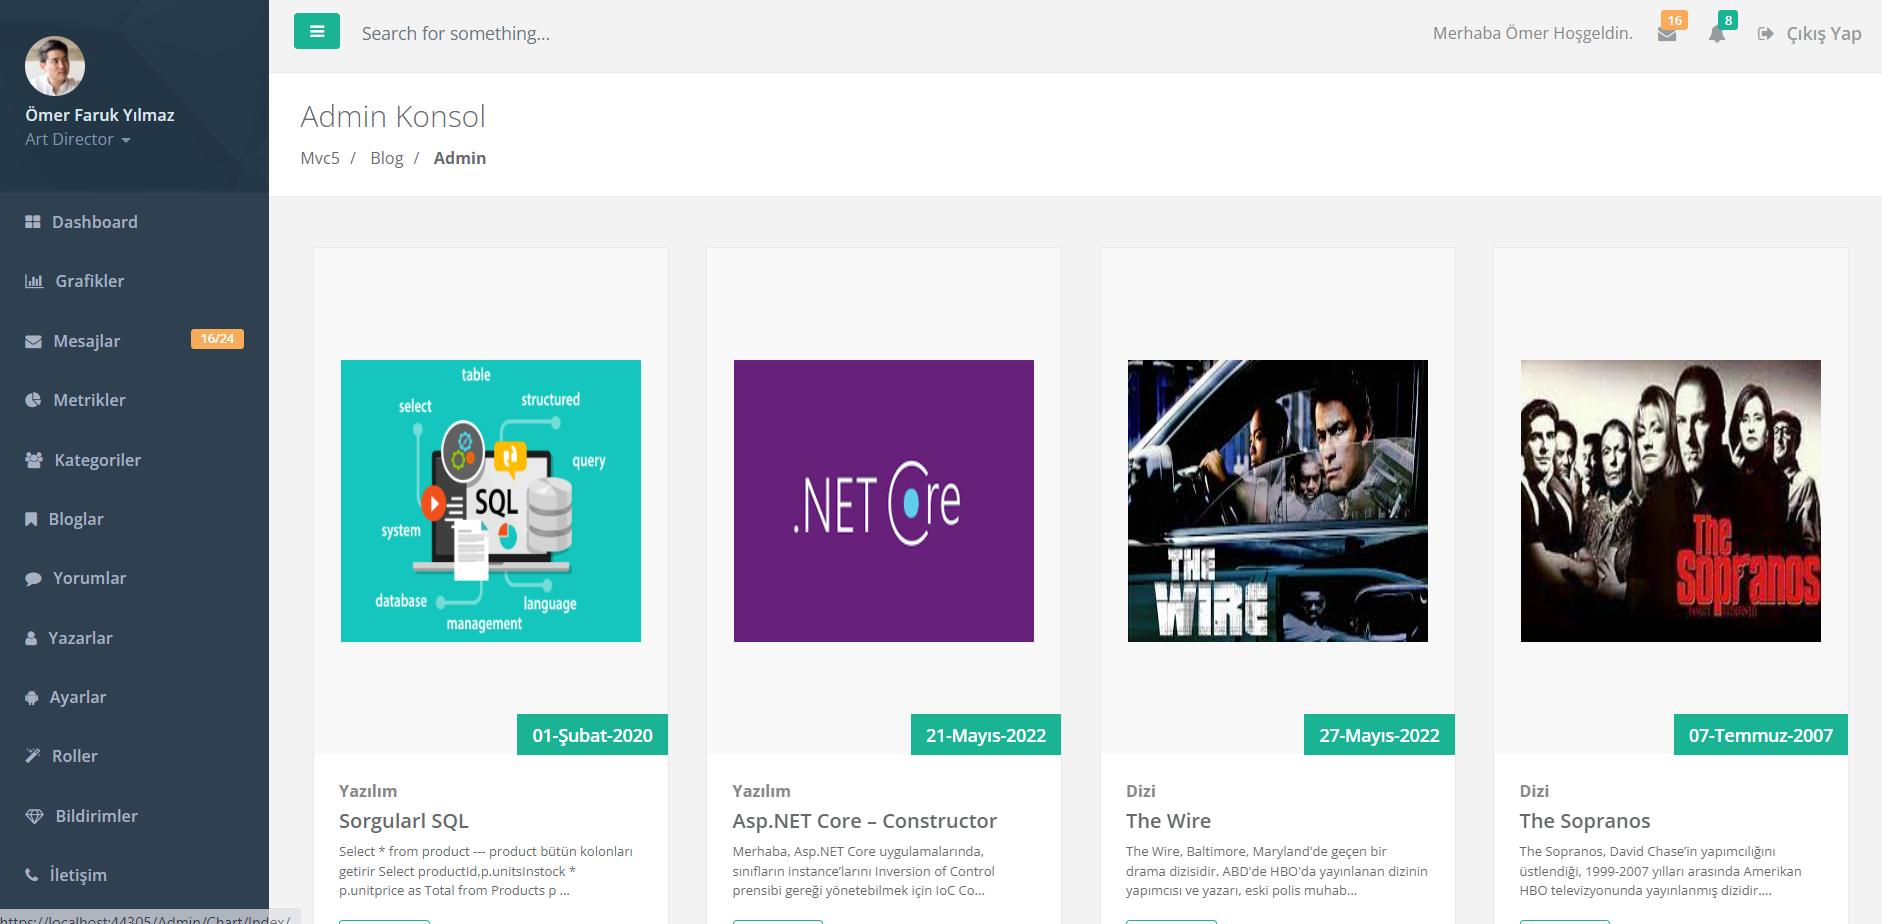 Search for something...
Merhaba Ömer Hoşgeldin.
16
8
Çıkış Yap
Ömer Faruk Yılmaz
Art Director
Admin Konsol
Mvc5 / Blog / Admin
Dashboard
Grafikler
Mesajlar 16/24
Metrikler
Kategoriler
Bloglar
Yorumlar
Yazarlar
Ayarlar
Roller
Bildirimler
İletişim
https://localhost:44305/Admin/Chart/Index/
table
select
structured
query
SQL
system
database
language
management
01-Şubat-2020
Yazılım
Sorgularl SQL
Select * from product --- product bütün kolonları
getirir Select productId,p.unitsInstock *
p.unitprice as Total from Products p ...
.NET Core
21-Mayıs-2022
Yazılım
Asp.NET Core – Constructor
Merhaba, Asp.NET Core uygulamalarında,
sınıfların instance’larını Inversion of Control
prensibi gereği yönetebilmek için IoC Co...
THE
WIRE
27-Mayıs-2022
Dizi
The Wire
The Wire, Baltimore, Maryland'de geçen bir
drama dizisidir. ABD'de HBO'da yayınlanan dizinin
yapımcısı ve yazarı, eski polis muhab...
The
Sopranos
07-Temmuz-2007
Dizi
The Sopranos
The Sopranos, David Chase’in yapımcılığını
üstlendiği, 1999-2007 yılları arasında Amerikan
HBO televizyonunda yayınlanmış dizidir....